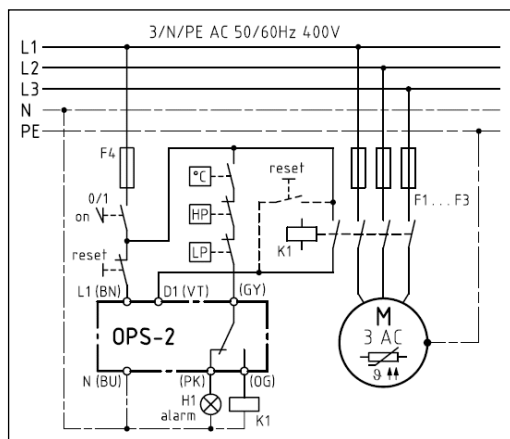 3/N/PE AC 50/60Hz 400V
L1
L2
L3
N
PE
F4
°C
reset
0/1
on
HP
F1...F3
K1
reset
LP
L1 (BN)
D1 (VT)
(GY)
M
3 AC
ϑ
OPS-2
N (BU)
(PK)
(OG)
H1
alarm
K1